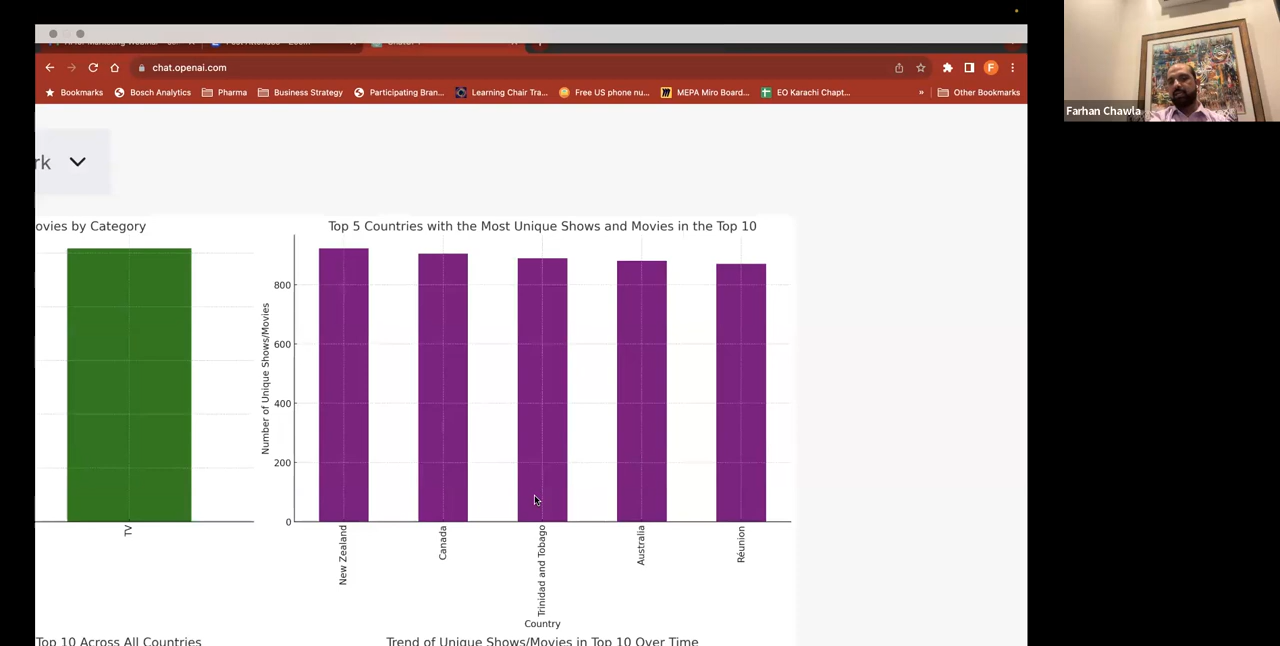 chat.openai.com
F
Bookmarks
Bosch Analytics
Pharma
Business Strategy
Participating Bran...
Learning Chair Tra...
Free US phone nu...
MEPA Miro Board...
EO Karachi Chapt...
»
Other Bookmarks
Farhan Chawla
rk
ovies by Category
TV
Top 5 Countries with the Most Unique Shows and Movies in the Top 10
Number of Unique Shows/Movies
800
600
400
200
0
New Zealand
Canada
Trinidad and Tobago
Australia
Réunion
Country
Top 10 Across All Countries
Trend of Unique Shows/Movies in Top 10 Over Time